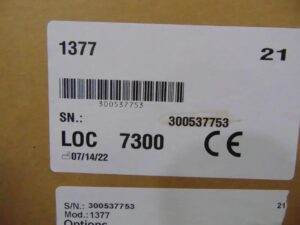 1377 21
300537753
SN.: 300537753
LOC 7300 CE
07/14/22
S/N.: 300537753 21
Mod.: 1377
Options